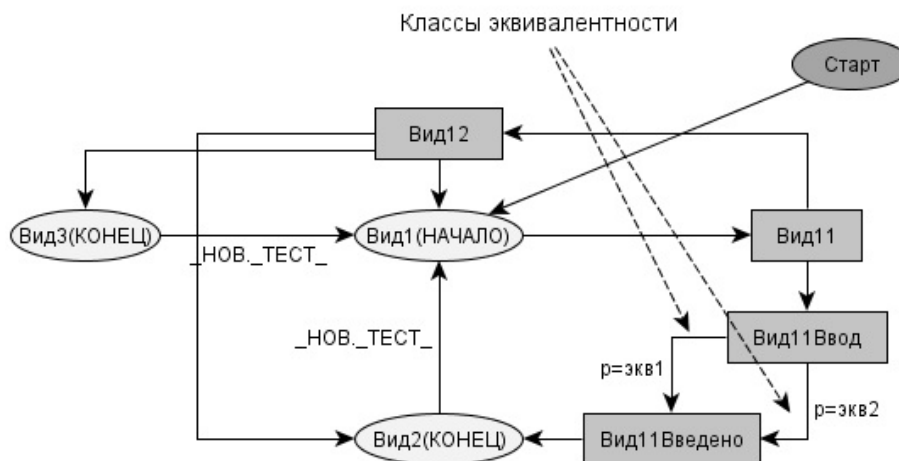 Классы эквивалентности
Старт
Вид12
Вид3(КОНЕЦ)
Вид1(НАЧАЛО)
Вид11
_НОВ._ТЕСТ_
Вид11Ввод
_НОВ._ТЕСТ_
р=экв1
р=экв2
Вид2(КОНЕЦ)
Вид11Введено